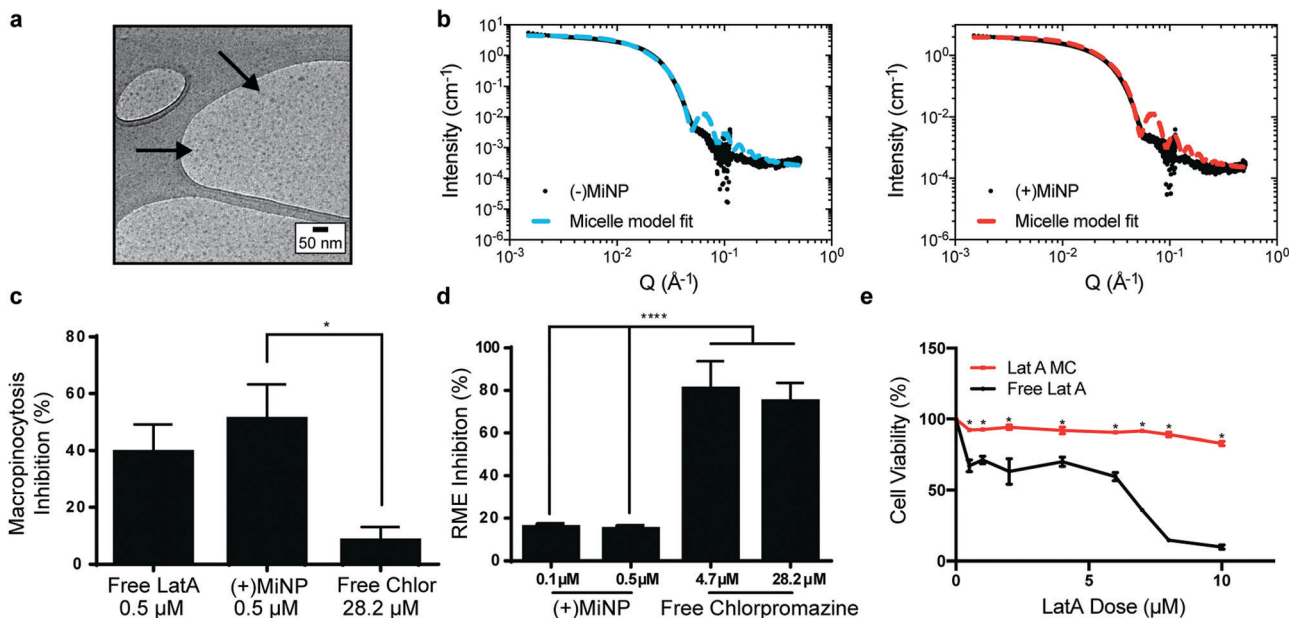 a
50 nm
b
Intensity (cm-1)
10²
10¹
10⁰
10-1
10-2
10-3
10-4
10-5
10-6
(-)MiNP
Micelle model fit
10-3
10-2
10-1
10⁰
Q (Å-1)
Intensity (cm-1)
10²
10⁰
10-2
10-4
10-6
(+)MiNP
Micelle model fit
10-3
10-2
10-1
10⁰
Q (Å-1)
c
Macropinocytosis
Inhibition (%)
80
60
40
20
0
*
Free LatA
0.5 µM
(+)MiNP
0.5 µM
Free Chlor
28.2 µM
d
RME Inhibiton (%)
100
80
60
40
20
0
****
0.1µM
0.5µM
4.7µM
28.2 µM
(+)MiNP
Free Chlorpromazine
e
Cell Viability (%)
150
100
50
0
Lat A MC
Free Lat A
* * * * * * * *
0
5
10
LatA Dose (µM)